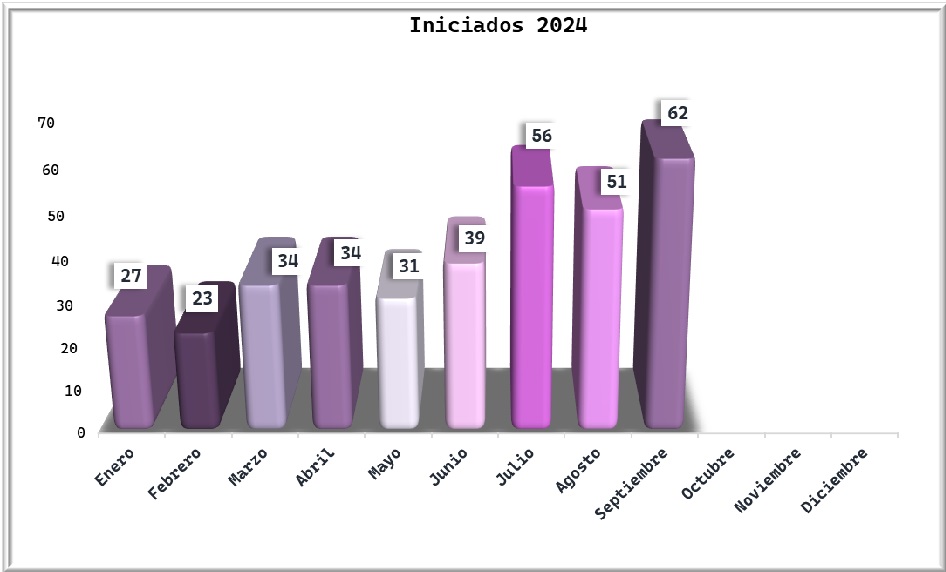 Iniciados 2024
70
60
50
40
30
20
10
0
27
23
34
34
31
39
56
51
62
Enero
Febrero
Marzo
Abril
Mayo
Junio
Julio
Agosto
Septiembre
Octubre
Noviembre
Diciembre